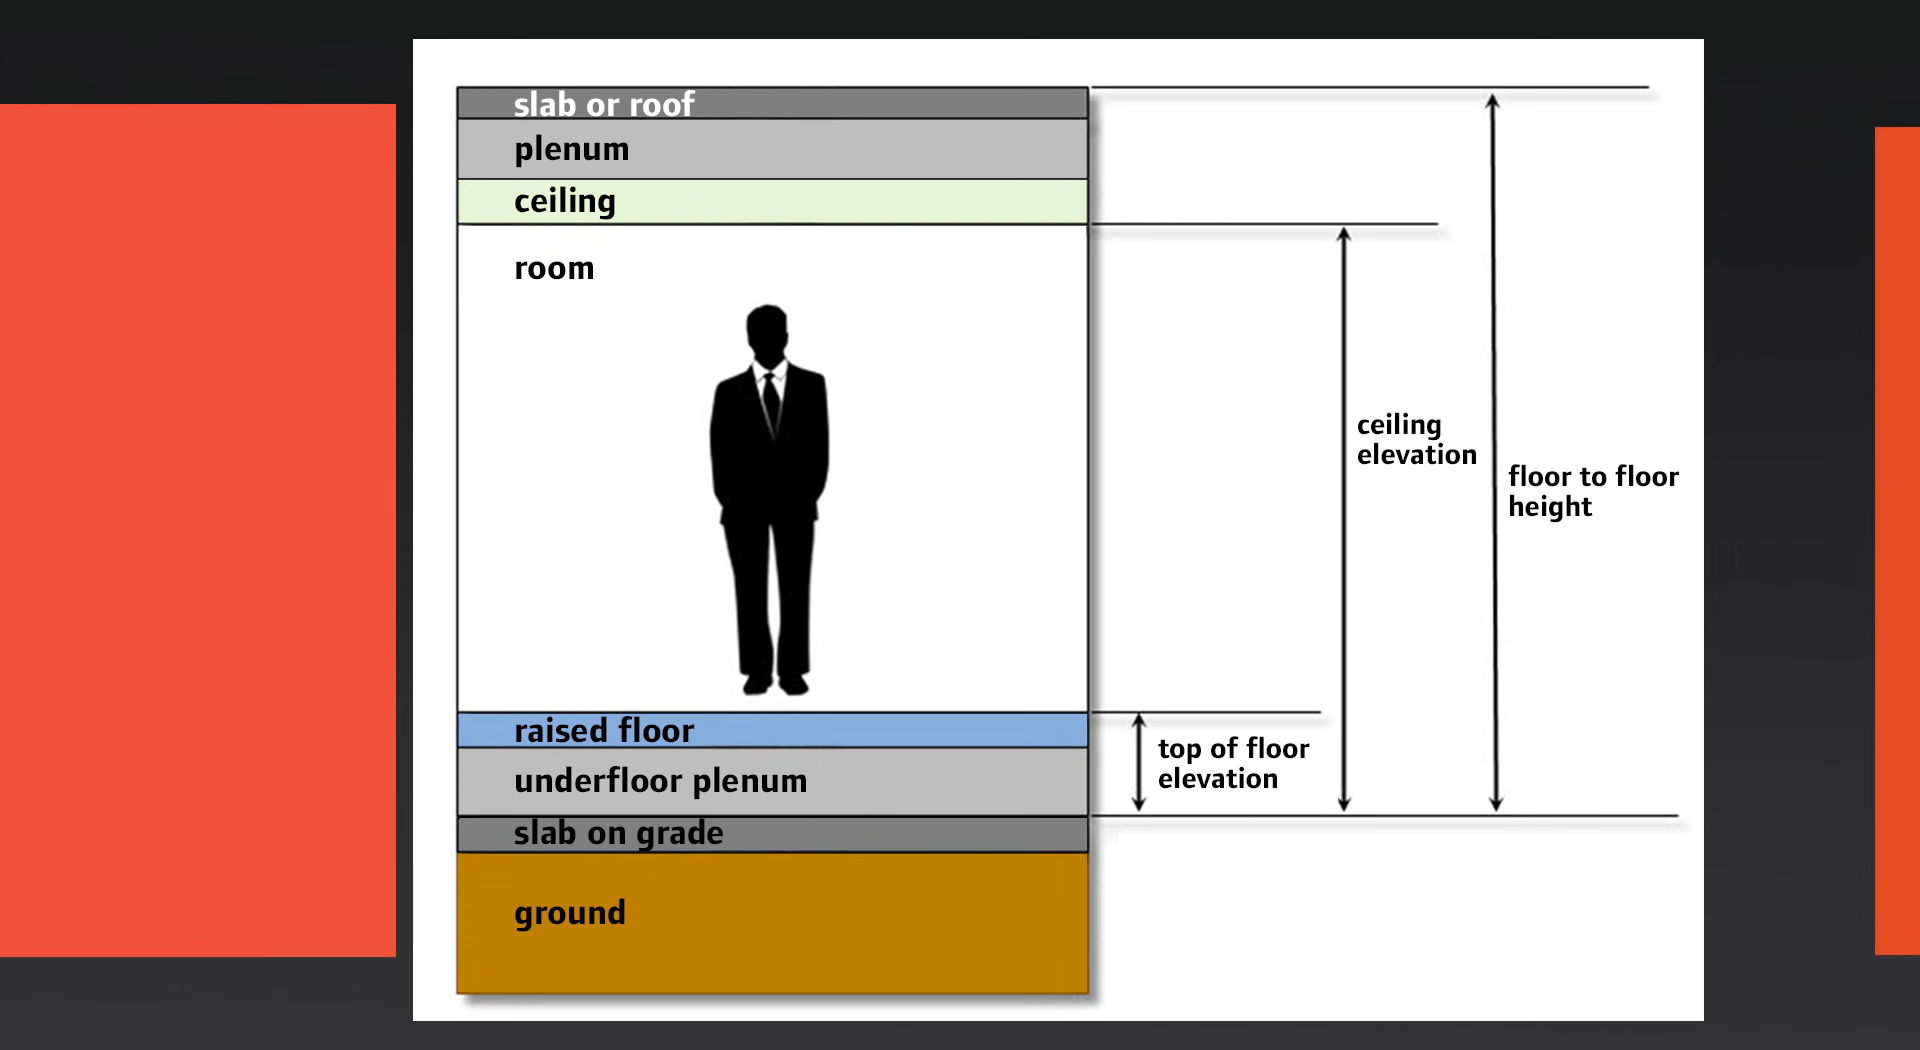 slab or roof
plenum
ceiling
room
ceiling
elevation
floor to floor
height
raised floor
top of floor
elevation
underfloor plenum
slab on grade
ground